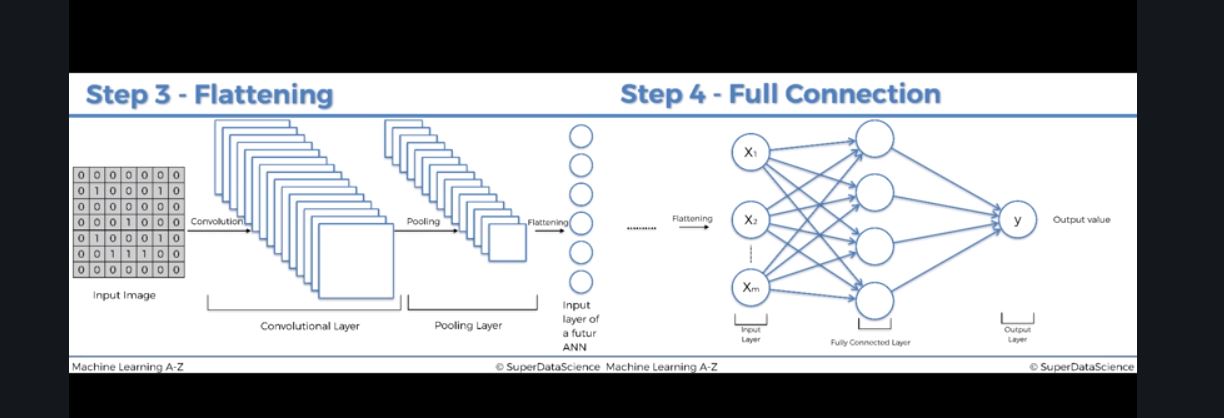 Step 3 - Flattening
0 0 0 0 0 0 0
0 1 0 0 0 1 0
0 0 0 0 0 0 0
0 0 0 1 0 0 0
0 1 0 0 0 1 0
0 0 1 1 1 0 0
0 0 0 0 0 0 0
Input Image
Convolution
Convolutional Layer
Pooling
Pooling Layer
Flattening
Input
layer of
a futur
ANN
Machine Learning A-Z
© SuperDataScience
Step 4 - Full Connection
..........
Flattening
X1
X2
Xm
Input
Layer
Fully Connected Layer
y
Output value
Output
Layer
Machine Learning A-Z
© SuperDataScience